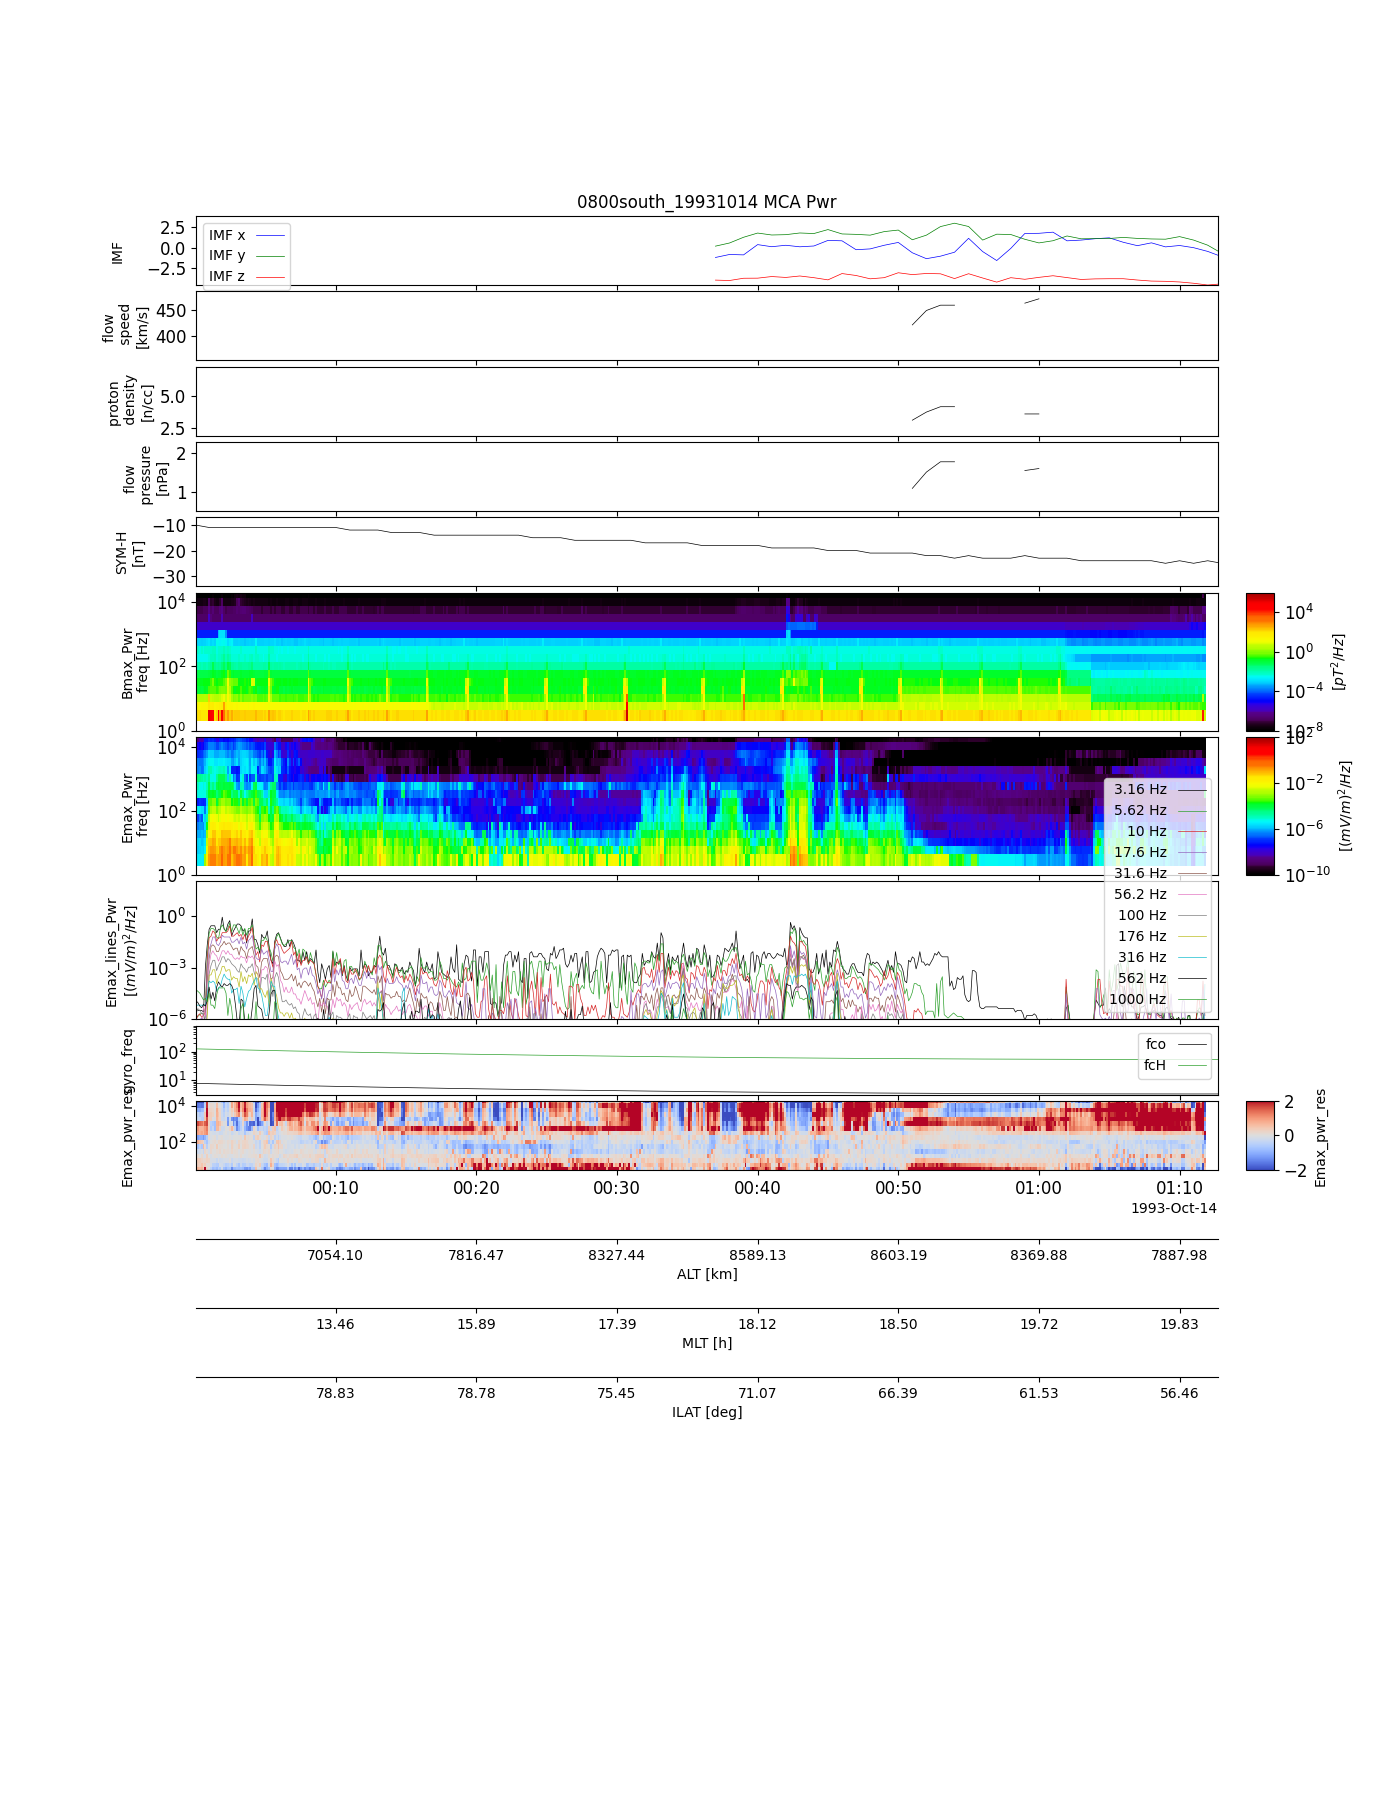 0800south_19931014 MCA Pwr
IMF
2.5
0.0
−2.5
IMF x
IMF y
IMF z
flow
speed
[km/s]
450
400
proton
density
[n/cc]
5.0
2.5
flow
pressure
[nPa]
2
1
SYM-H
[nT]
−10
−20
−30
Bmax_Pwr
freq [Hz]
10^4
10^2
10^0
10^4
10^0
10^−4
10^−8
[pT^2/Hz]
Emax_Pwr
freq [Hz]
10^4
10^2
10^0
10^2
10^−2
10^−6
10^−10
[(mV/m)^2/Hz]
3.16 Hz
5.62 Hz
10 Hz
17.6 Hz
31.6 Hz
56.2 Hz
100 Hz
176 Hz
316 Hz
562 Hz
1000 Hz
Emax_lines_Pwr
[(mV/m)^2/Hz]
10^0
10^−3
10^−6
gyro_freq
10^2
10^1
fco
fcH
Emax_pwr_res
10^4
10^2
2
0
−2
Emax_pwr_res
00:10 00:20 00:30 00:40 00:50 01:00 01:10
1993-Oct-14
7054.10 7816.47 8327.44 8589.13 8603.19 8369.88 7887.98
ALT [km]
13.46 15.89 17.39 18.12 18.50 19.72 19.83
MLT [h]
78.83 78.78 75.45 71.07 66.39 61.53 56.46
ILAT [deg]